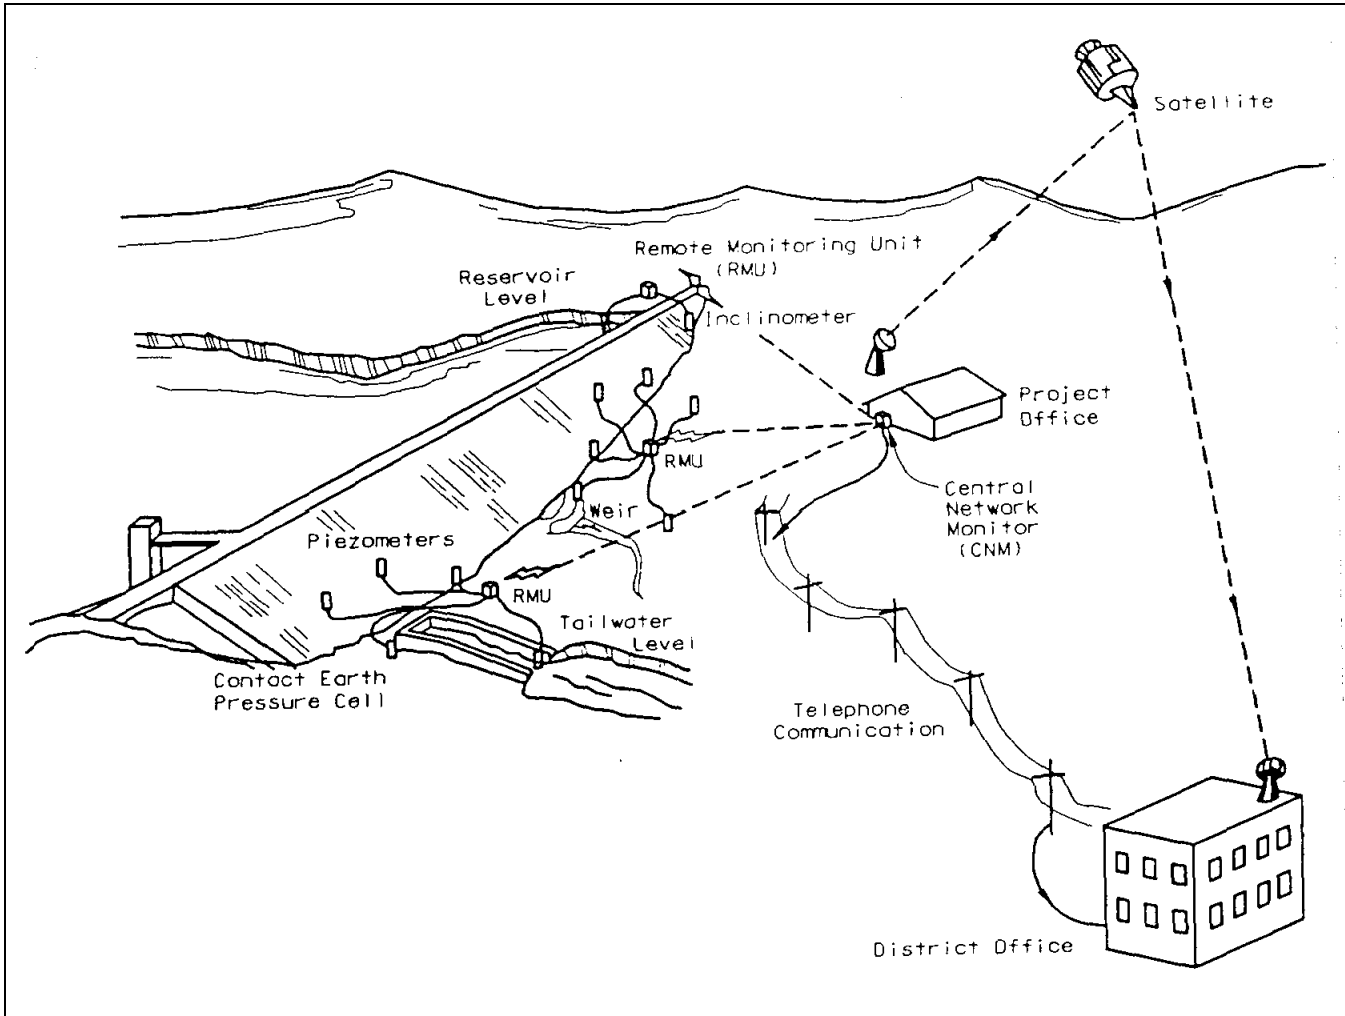 Satellite
Remote Monitoring Unit
(RMU)
Reservoir
Level
Inclinometer
Project
Office
RMU
Central
Network
Monitor
(CNM)
Weir
Piezometers
RMU
Tailwater
Level
Contact Earth
Pressure Cell
Telephone
Communication
District Office